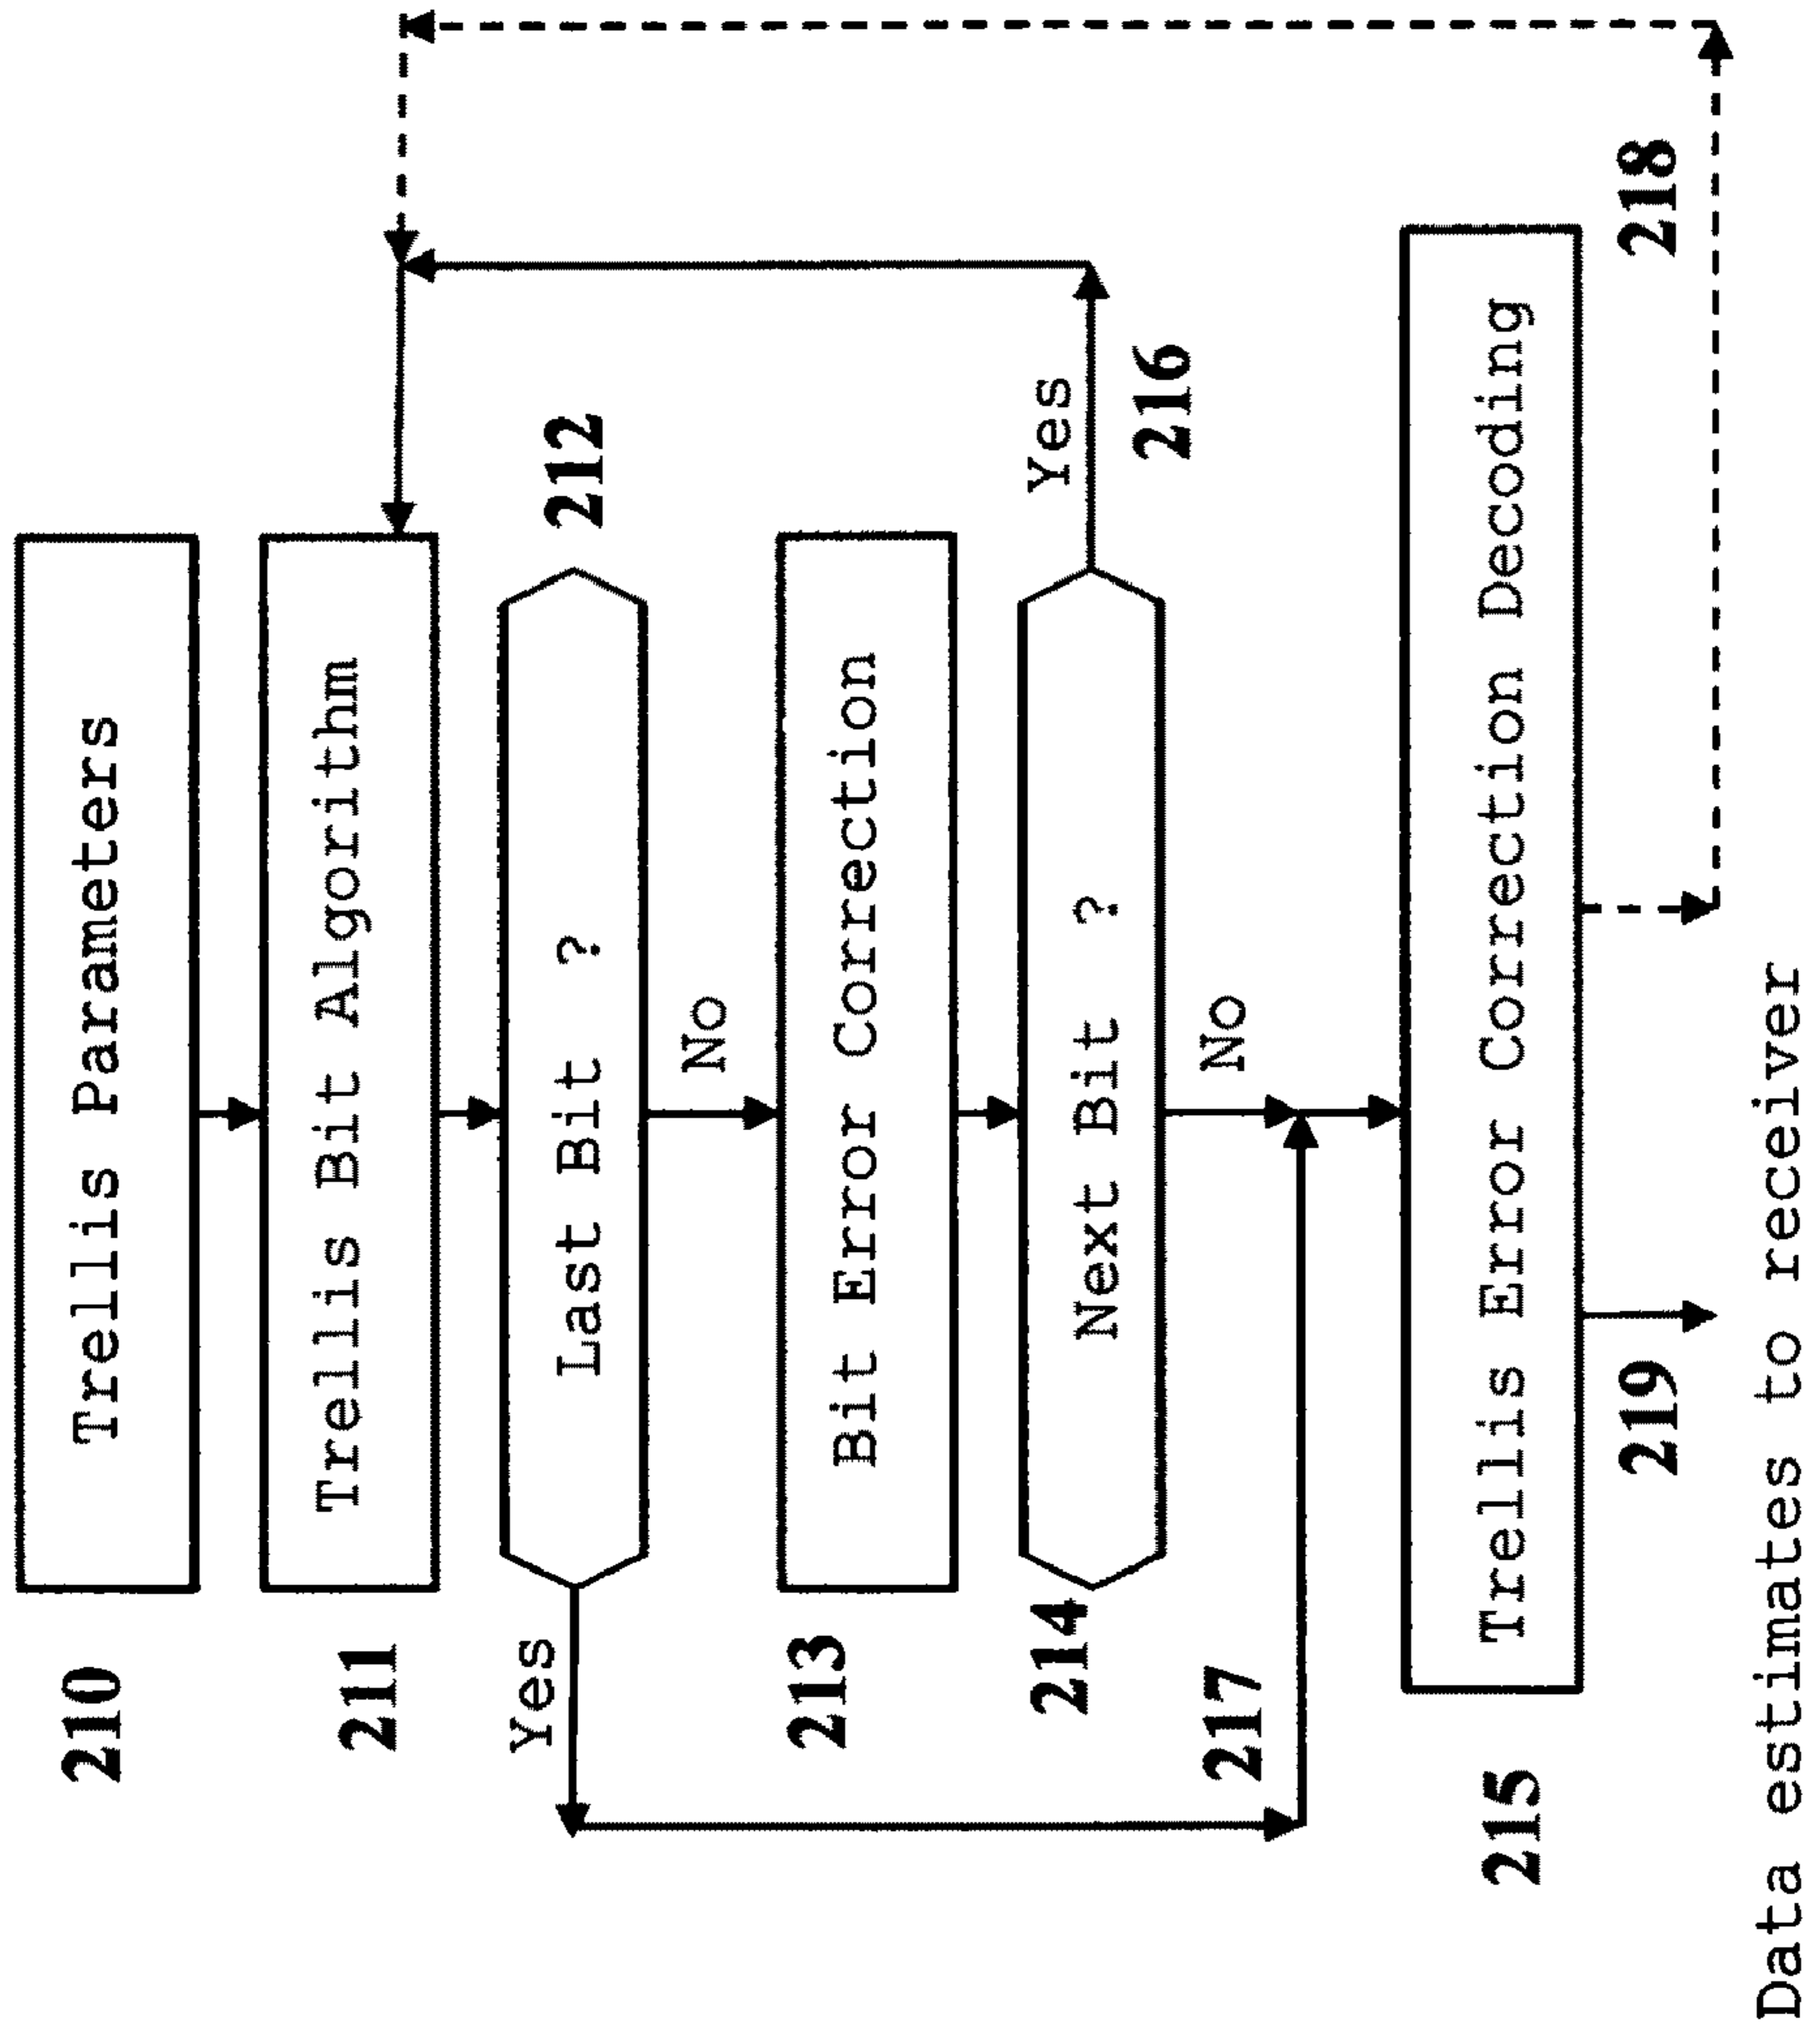 210
Trellis Parameters
211
Trellis Bit Algorithm
Yes
Last Bit ?
212
No
213
Bit Error Correction
214
Next Bit ?
Yes
216
217
No
215
Trellis Error Correction Decoding
219
218
Data estimates to receiver